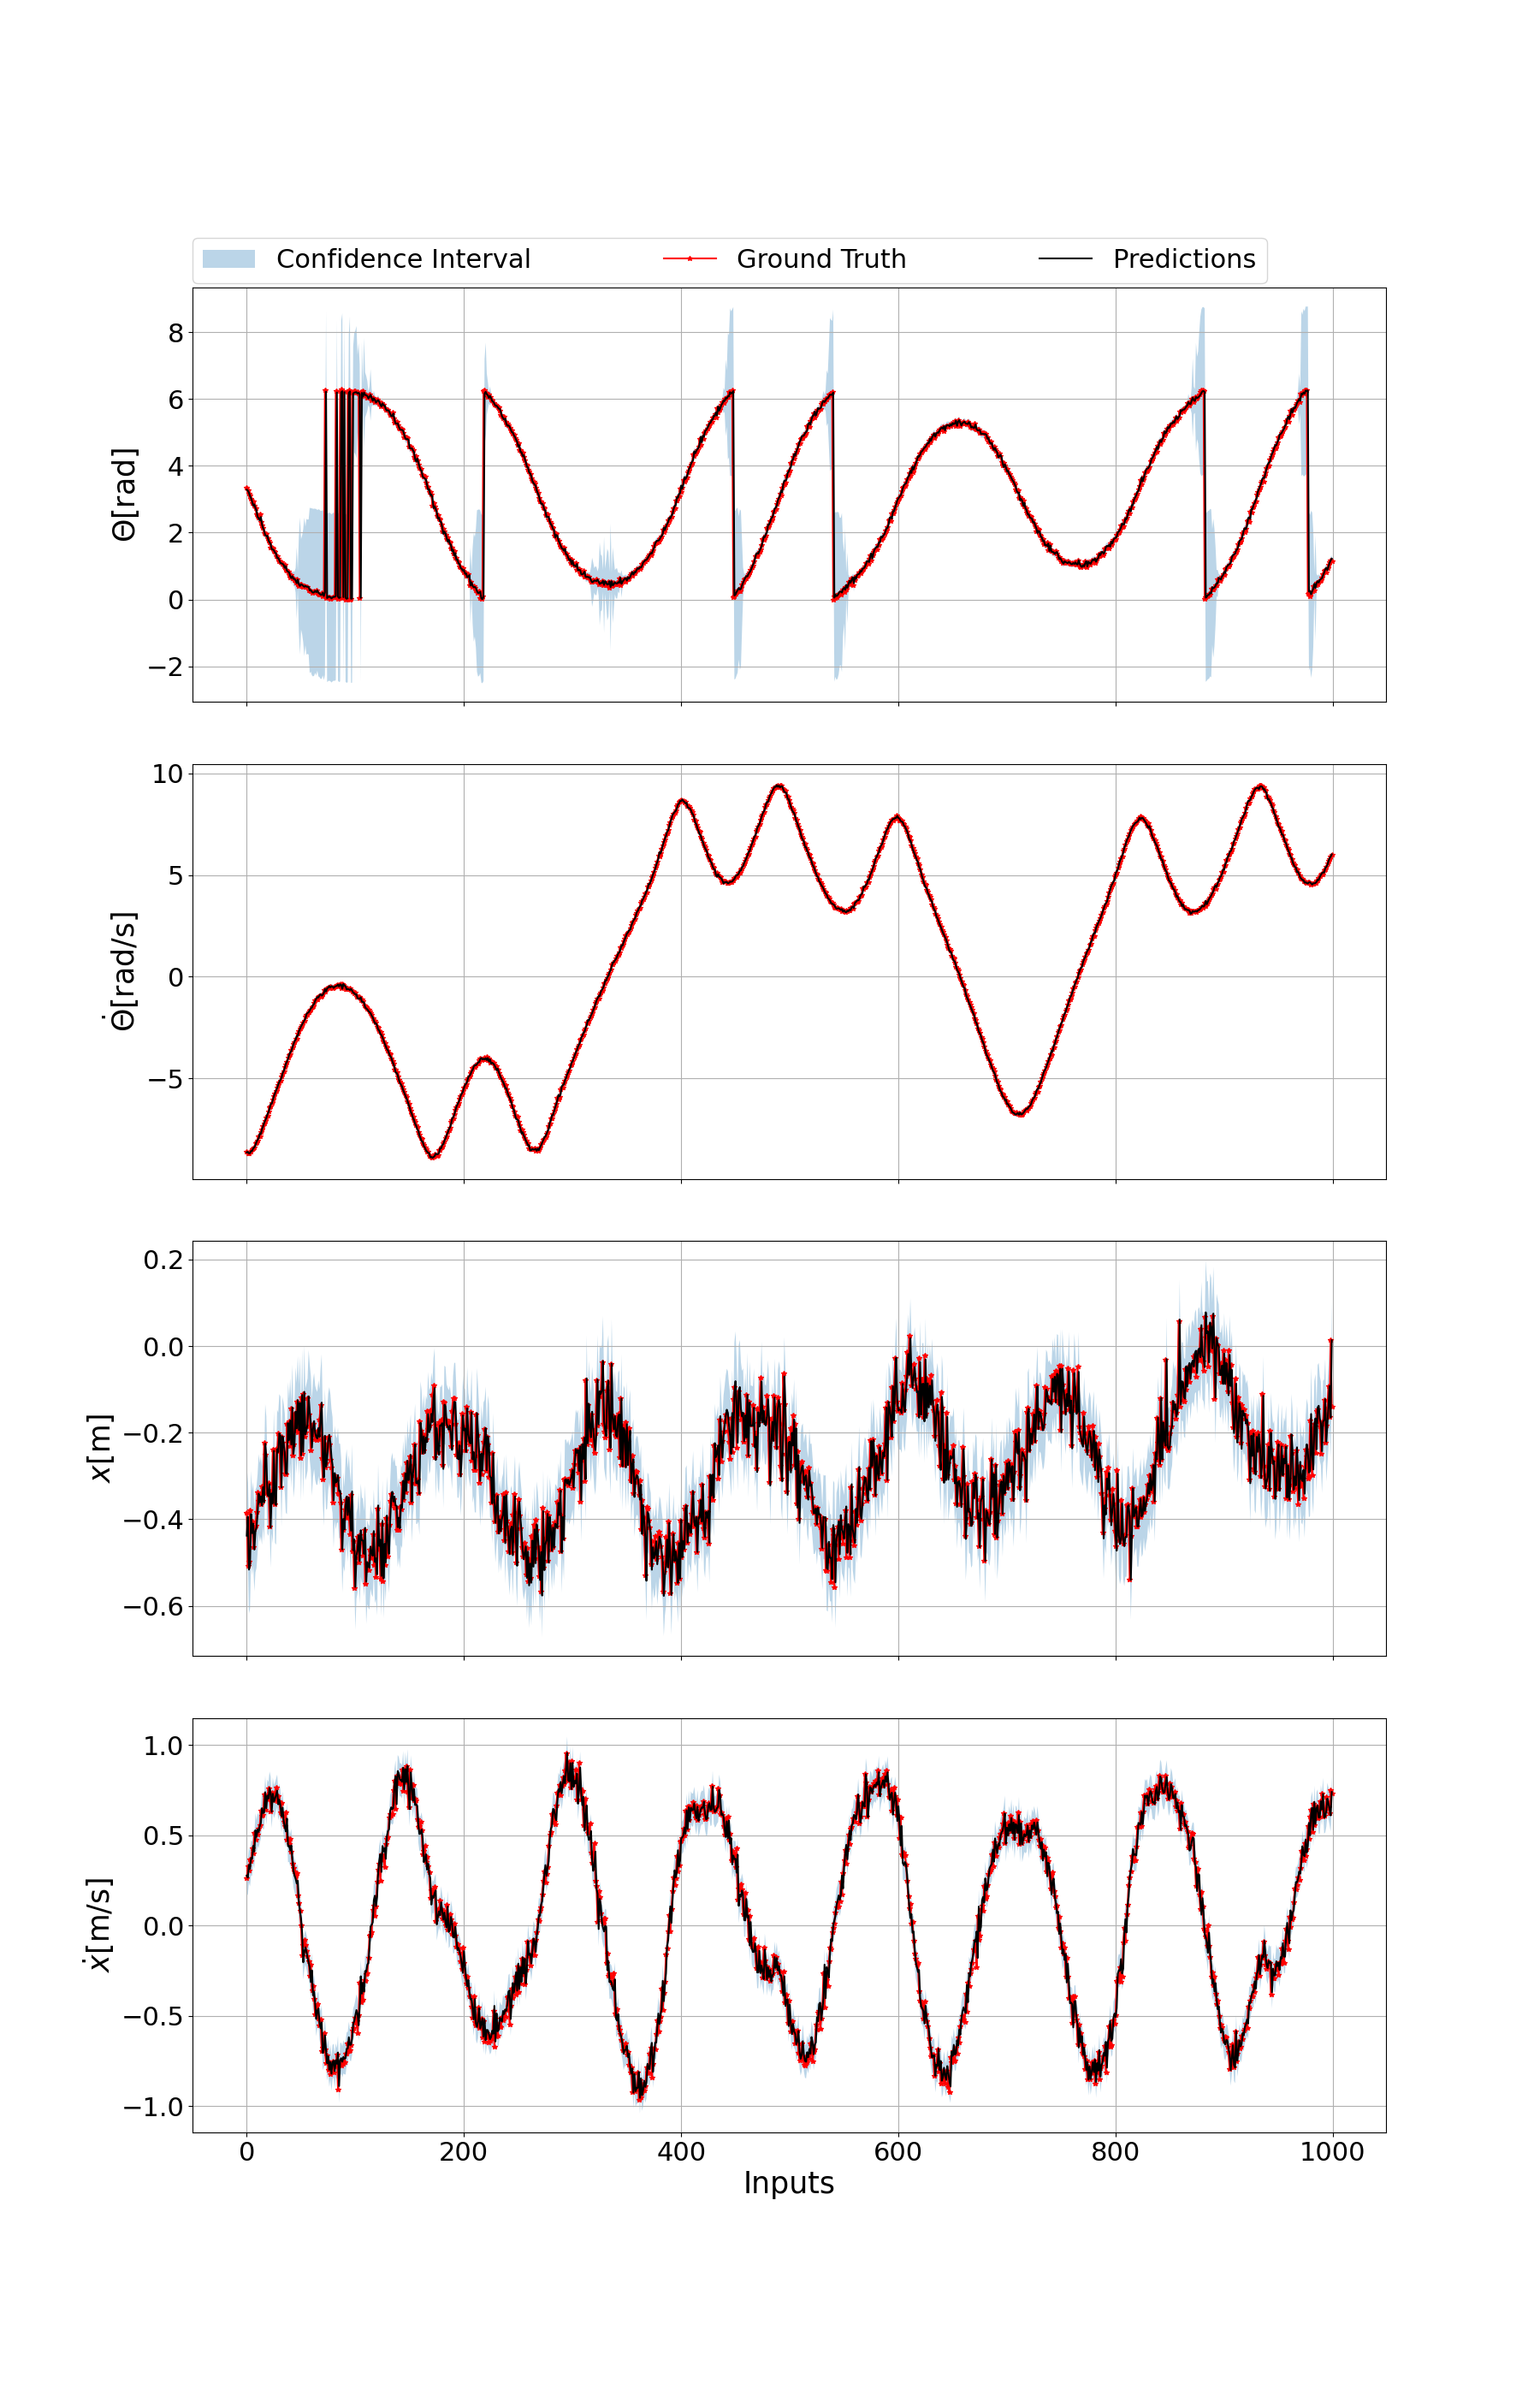 Confidence Interval Ground Truth Predictions
8
6
4
2
0
−2
Θ[rad]
10
5
0
−5
Θ̇[rad/s]
0.2
0.0
−0.2
−0.4
−0.6
x[m]
1.0
0.5
0.0
−0.5
−1.0
ẋ[m/s]
0 200 400 600 800 1000
Inputs